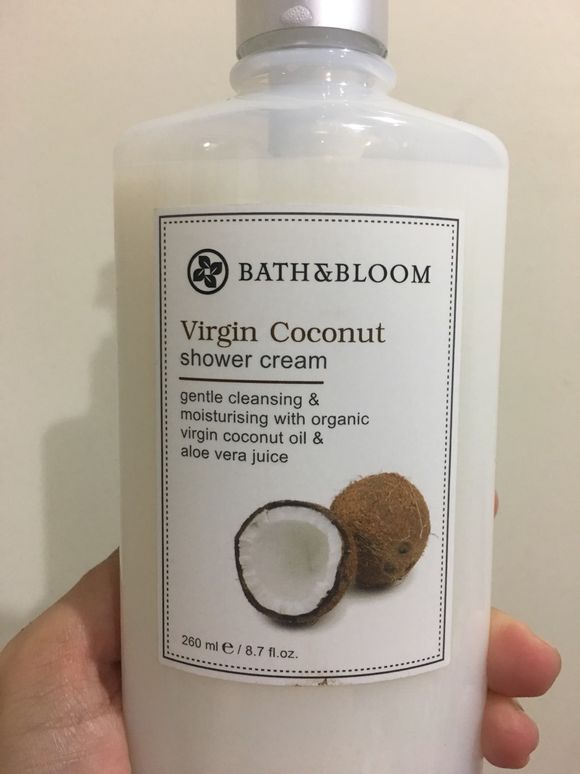 BATH&BLOOM
Virgin Coconut
shower cream
gentle cleansing &
moisturising with organic
virgin coconut oil &
aloe vera juice
260 ml ℮ / 8.7 fl.oz.